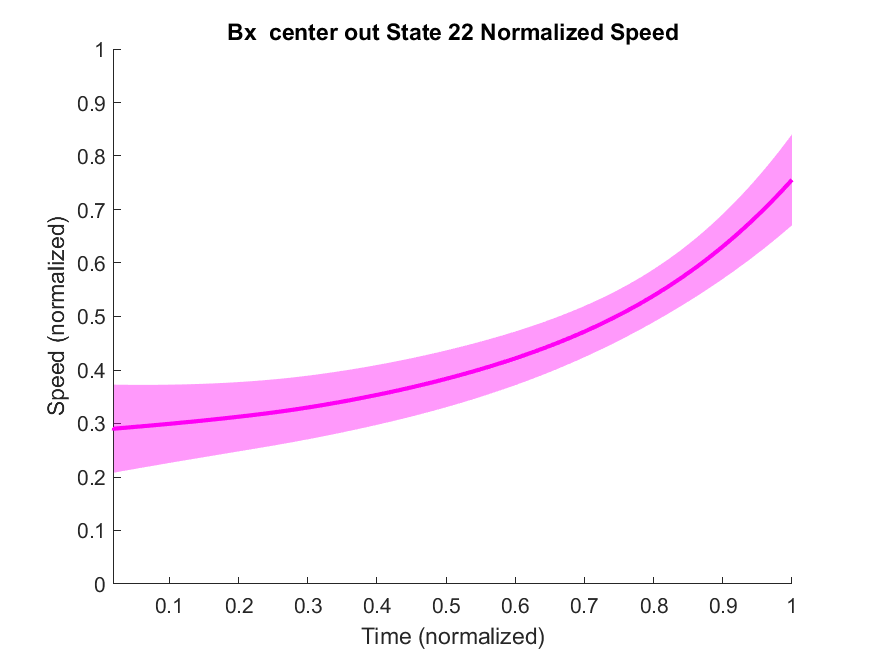 Bx  center out State 22 Normalized Speed
1
0.9
0.8
0.7
0.6
0.5
0.4
0.3
0.2
0.1
0
Speed (normalized)
0.1 0.2 0.3 0.4 0.5 0.6 0.7 0.8 0.9 1
Time (normalized)